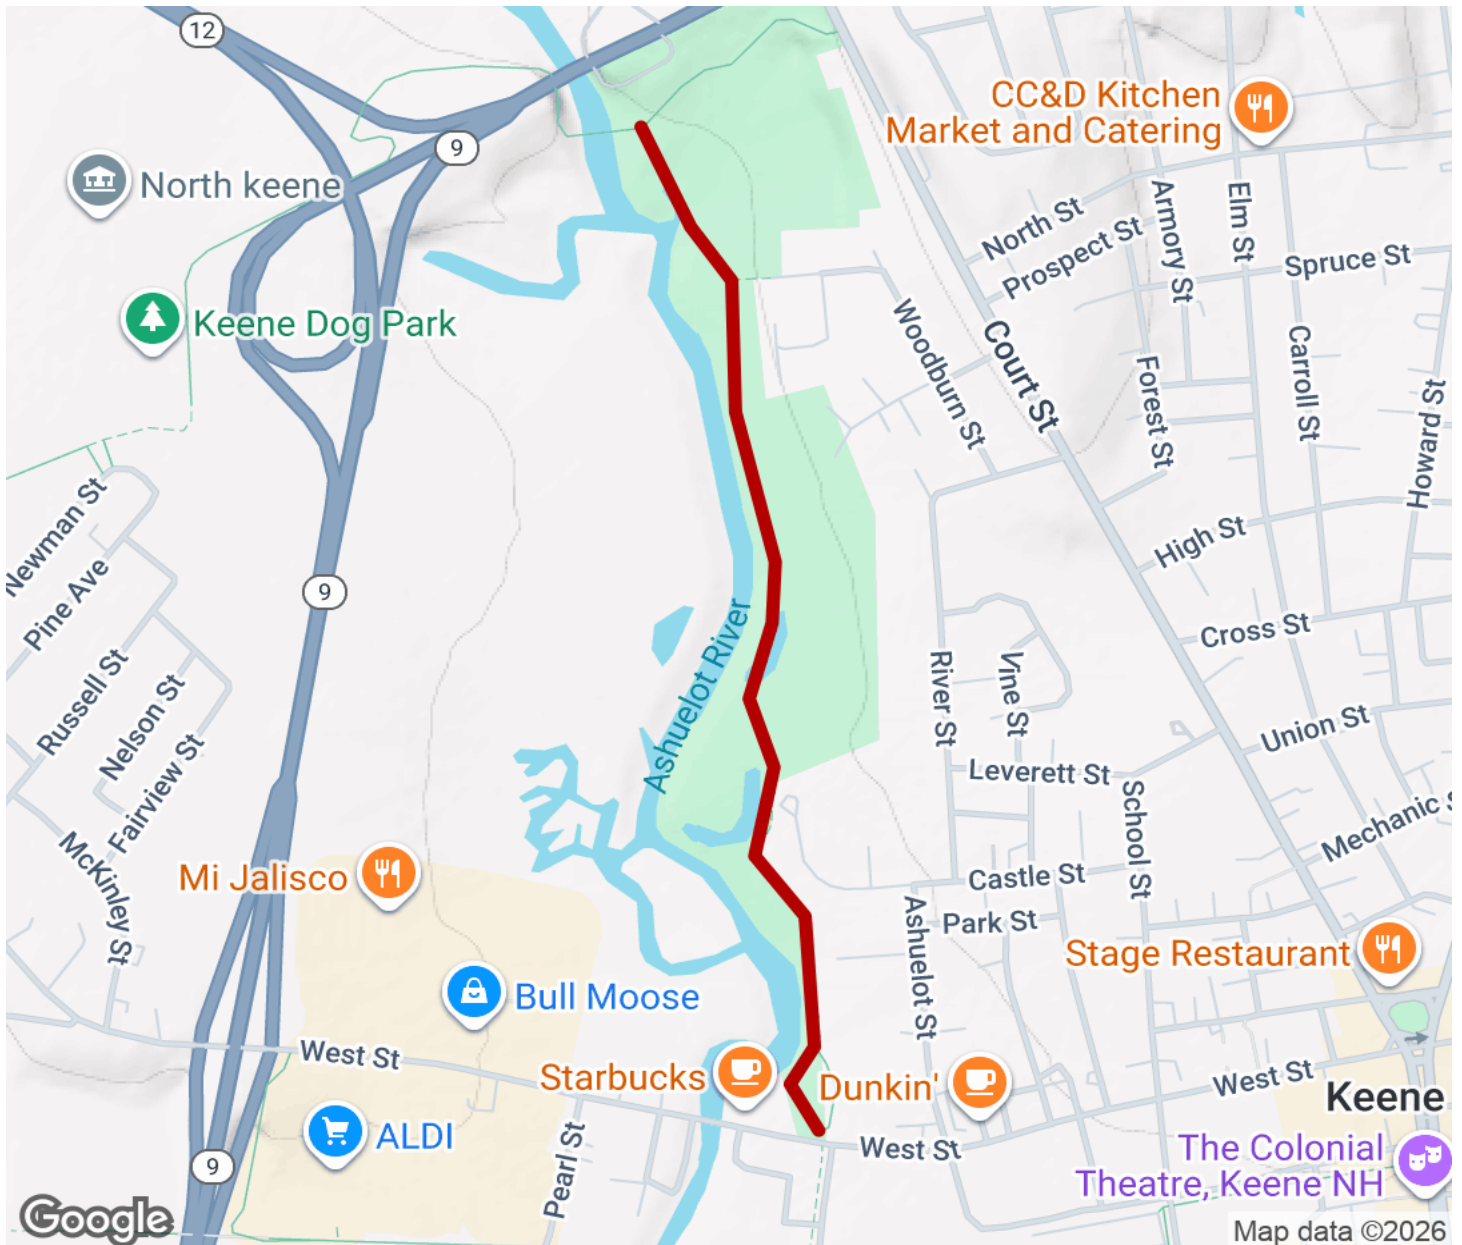 12
CC&D Kitchen
Market and Catering
9
North keene
North St
Prospect St
Armory St
Elm St
Spruce St
Keene Dog Park
Woodburn St
Court St
Forest St
Carroll St
Howard St
Newman St
Pine Ave
High St
9
Cross St
Russell St
Nelson St
Fairview St
McKinley St
Ashuelot River
River St
Vine St
Union St
Leverett St
School St
Mechanic S
Mi Jalisco
Castle St
Park St
Ashuelot St
Stage Restaurant
Bull Moose
West St
Starbucks
Dunkin'
West St
Keene
ALDI
Pearl St
West St
The Colonial
Theatre, Keene NH
9
Google
Map data ©2026